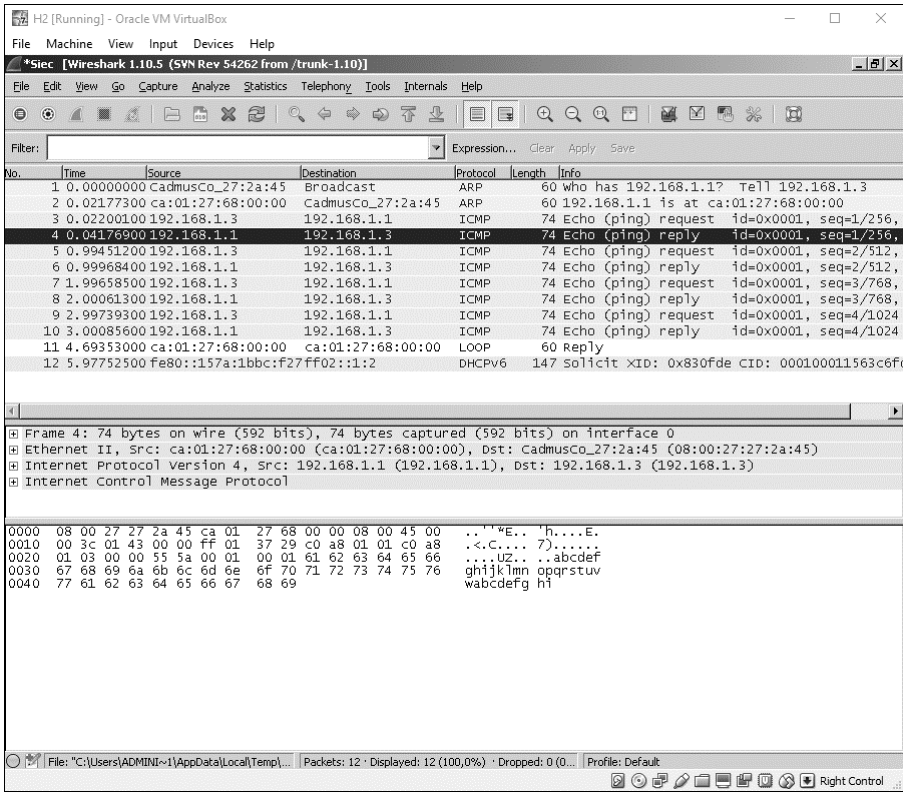 H2 [Running] - Oracle VM VirtualBox
File Machine View Input Devices Help
*Siec [Wireshark 1.10.5 (SVN Rev 54262 from /trunk-1.10)]
File Edit View Go Capture Analyze Statistics Telephony Tools Internals Help
Filter: Expression... Clear Apply Save
No. Time Source Destination Protocol Length Info
1 0.00000000 CadmusCo_27:2a:45 Broadcast ARP 60 Who has 192.168.1.1? Tell 192.168.1.3
2 0.02177300 ca:01:27:68:00:00 CadmusCo_27:2a:45 ARP 60 192.168.1.1 is at ca:01:27:68:00:00
3 0.02200100 192.168.1.3 192.168.1.1 ICMP 74 Echo (ping) request id=0x0001, seq=1/256,
4 0.04176900 192.168.1.1 192.168.1.3 ICMP 74 Echo (ping) reply id=0x0001, seq=1/256,
5 0.99451200 192.168.1.3 192.168.1.1 ICMP 74 Echo (ping) request id=0x0001, seq=2/512,
6 0.99968400 192.168.1.1 192.168.1.3 ICMP 74 Echo (ping) reply id=0x0001, seq=2/512,
7 1.99658500 192.168.1.3 192.168.1.1 ICMP 74 Echo (ping) request id=0x0001, seq=3/768,
8 2.00061300 192.168.1.1 192.168.1.3 ICMP 74 Echo (ping) reply id=0x0001, seq=3/768,
9 2.99739300 192.168.1.3 192.168.1.1 ICMP 74 Echo (ping) request id=0x0001, seq=4/1024
10 3.00085600 192.168.1.1 192.168.1.3 ICMP 74 Echo (ping) reply id=0x0001, seq=4/1024
11 4.69353000 ca:01:27:68:00:00 ca:01:27:68:00:00 LOOP 60 Reply
12 5.97752500 fe80::157a:1bbc:f27ff02::1:2 DHCPv6 147 Solicit XID: 0x830fde CID: 000100011563c6f
Frame 4: 74 bytes on wire (592 bits), 74 bytes captured (592 bits) on interface 0
Ethernet II, Src: ca:01:27:68:00:00 (ca:01:27:68:00:00), Dst: CadmusCo_27:2a:45 (08:00:27:27:2a:45)
Internet Protocol Version 4, Src: 192.168.1.1 (192.168.1.1), Dst: 192.168.1.3 (192.168.1.3)
Internet Control Message Protocol
0000 08 00 27 27 2a 45 ca 01 27 68 00 00 08 00 45 00 ..''*E.. 'h....E.
0010 00 3c 01 43 00 00 ff 01 37 29 c0 a8 01 01 c0 a8 .<.C.... 7)......
0020 01 03 00 00 55 5a 00 01 00 01 61 62 63 64 65 66 ....UZ.. ..abcdef
0030 67 68 69 6a 6b 6c 6d 6e 6f 70 71 72 73 74 75 76 ghijklmn opqrstuv
0040 77 61 62 63 64 65 66 67 68 69 wabcdefg hi
File: "C:\Users\ADMINI~1\AppData\Local\Temp\... Packets: 12 · Displayed: 12 (100,0%) · Dropped: 0 (0... Profile: Default
Right Control